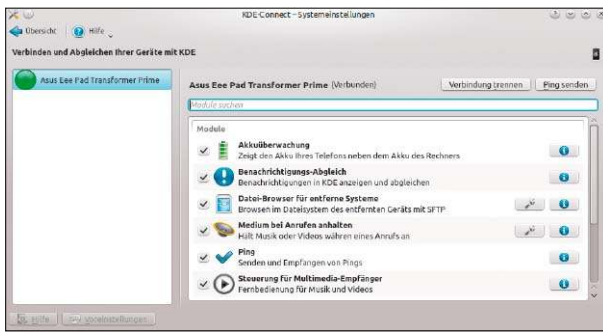 KDE-Connect – Systemeinstellungen
Übersicht Hilfe
Verbinden und Abgleichen Ihrer Geräte mit KDE
Asus Eee Pad Transformer Prime
Asus Eee Pad Transformer Prime (Verbunden) Verbindung trennen Ping senden
Module suchen
Module
Akkuüberwachung
Zeigt den Akku Ihres Telefons neben dem Akku des Rechners
Benachrichtigungs-Abgleich
Benachrichtigungen in KDE anzeigen und abgleichen
Datei-Browser für entfernte Systeme
Browsen im Dateisystem des entfernten Geräts mit SFTP
Medium bei Anrufen anhalten
Hält Musik oder Videos währen eines Anrufs an
Ping
Senden und Empfangen von Pings
Steuerung für Multimedia-Empfänger
Fernbedienung für Musik und Videos
Hilfe Voreinstellungen